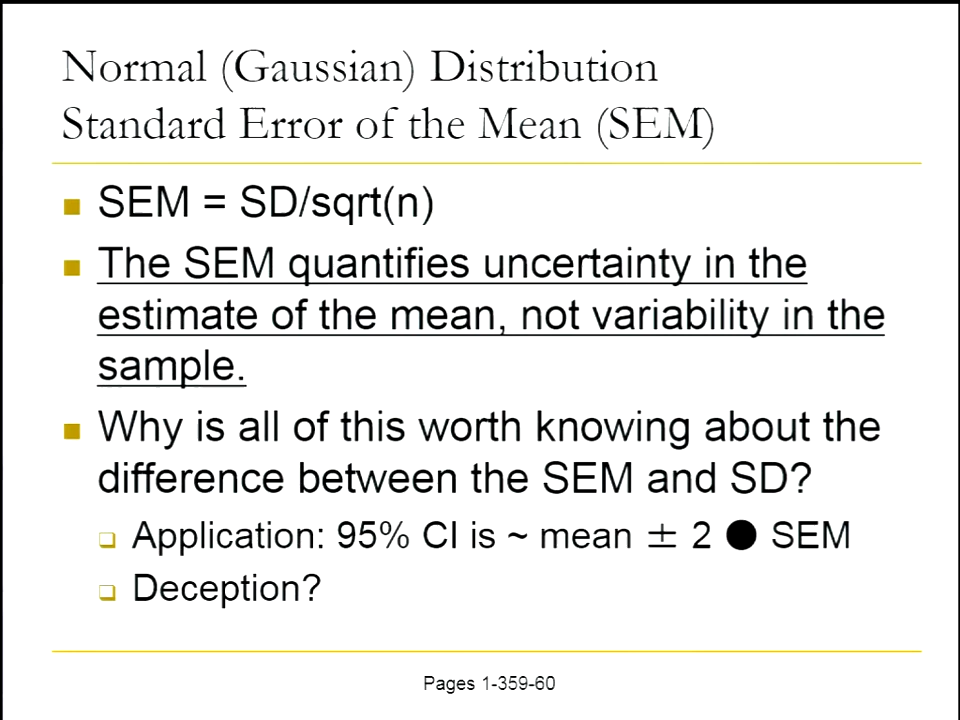 Normal (Gaussian) Distribution
Standard Error of the Mean (SEM)
SEM = SD/sqrt(n)
The SEM quantifies uncertainty in the
estimate of the mean, not variability in the
sample.
Why is all of this worth knowing about the
difference between the SEM and SD?
Application: 95% CI is ~ mean ± 2 ● SEM
Deception?
Pages 1-359-60